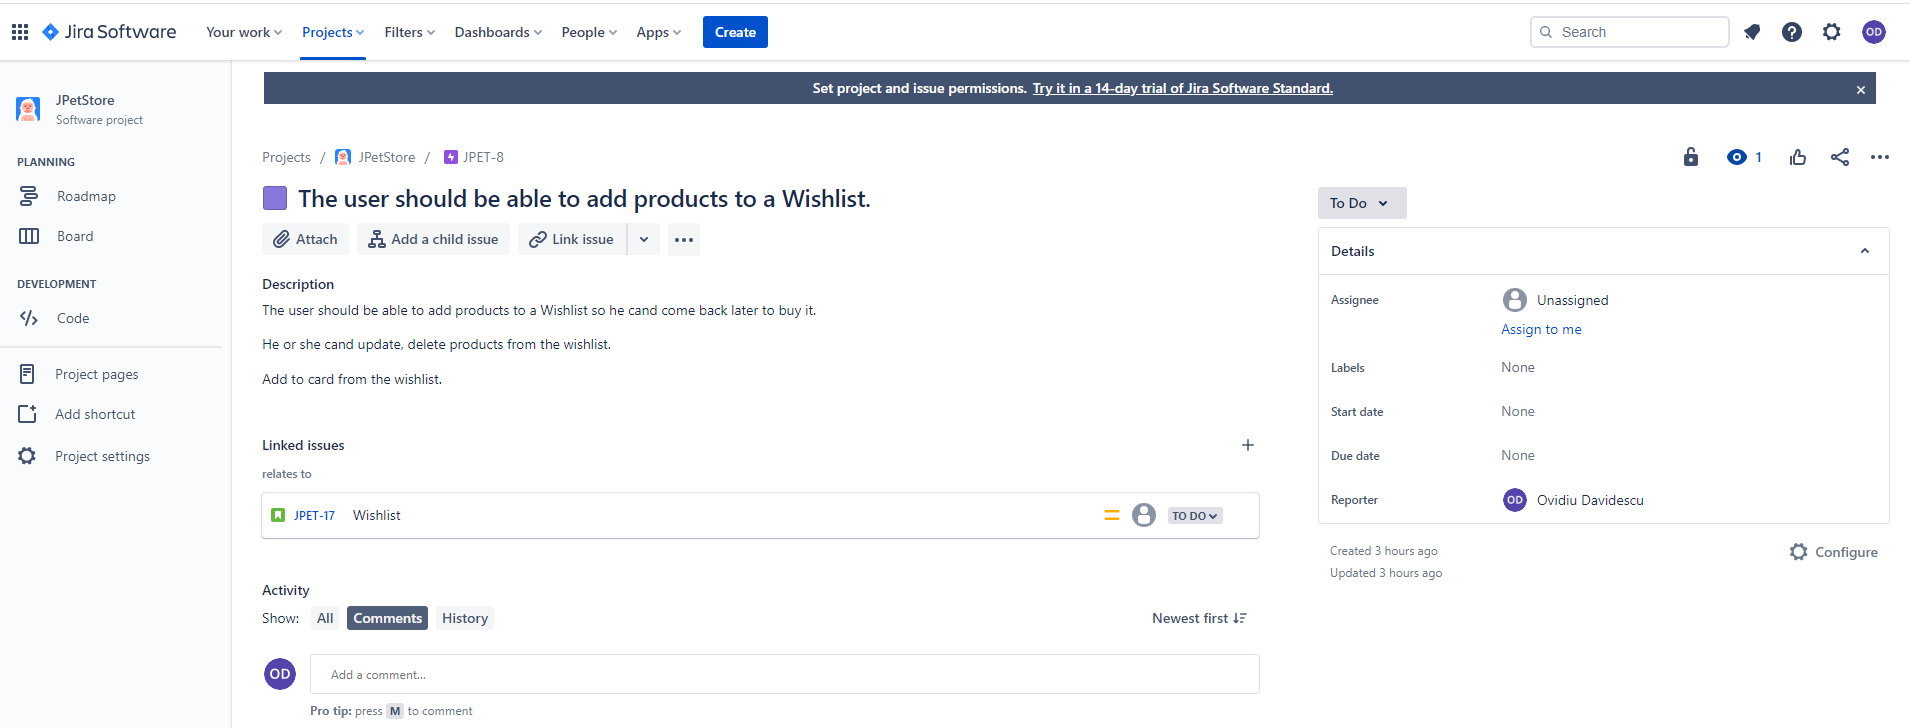 Jira Software Your work Projects Filters Dashboards People Apps Create Search OD
Set project and issue permissions. Try it in a 14-day trial of Jira Software Standard.
JPetStore
Software project
PLANNING
Roadmap
Board
DEVELOPMENT
Code
Project pages
Add shortcut
Project settings
Projects / JPetStore / JPET-8
1
The user should be able to add products to a Wishlist.
Attach Add a child issue Link issue
Description
The user should be able to add products to a Wishlist so he cand come back later to buy it.
He or she cand update, delete products from the wishlist.
Add to card from the wishlist.
Linked issues
relates to
JPET-17 Wishlist TO DO
Activity
Show: All Comments History Newest first
OD Add a comment...
Pro tip: press M to comment
To Do
Details
Assignee Unassigned
Assign to me
Labels None
Start date None
Due date None
Reporter OD Ovidiu Davidescu
Created 3 hours ago Configure
Updated 3 hours ago